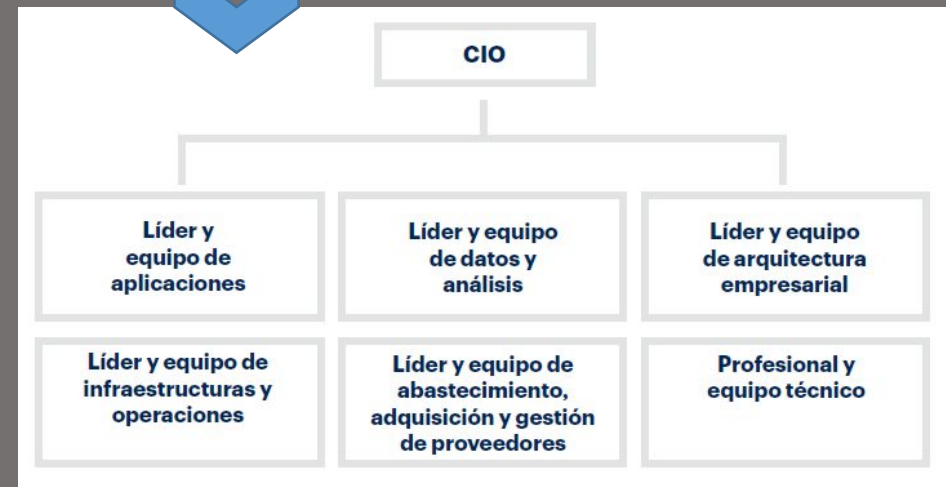 CIO
Líder y
equipo de
aplicaciones
Líder y equipo
de datos y
análisis
Líder y equipo
de arquitectura
empresarial
Líder y equipo de
infraestructuras y
operaciones
Líder y equipo de
abastecimiento,
adquisición y gestión
de proveedores
Profesional y
equipo técnico